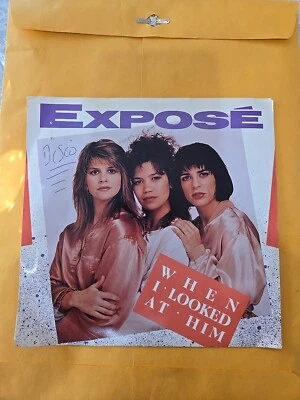 EXPOSÉ
Disco
WHEN
I·LOOKED
AT·HIM